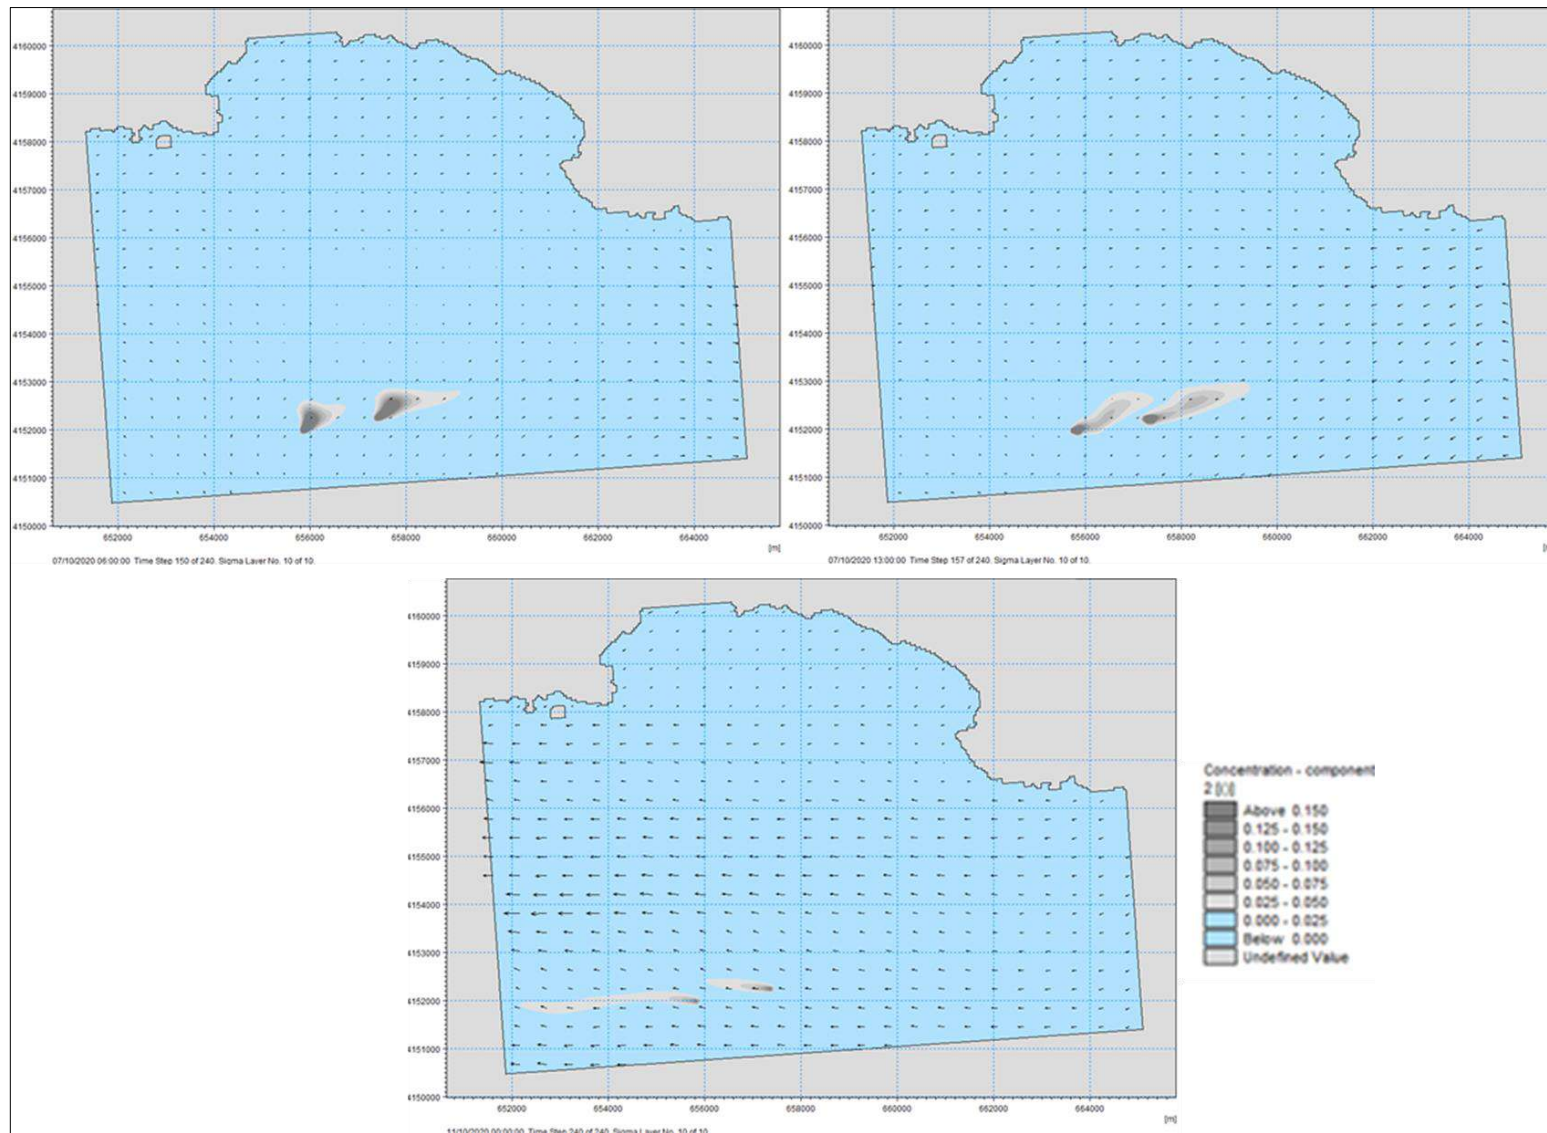 4160000
4159000
4158000
4157000
4156000
4155000
4154000
4153000
4152000
4151000
4150000
652000 654000 656000 658000 660000 662000 664000
[m]
07/10/2020 06:00:00 Time Step 150 of 240. Sigma Layer No. 10 of 10.
4160000
4159000
4158000
4157000
4156000
4155000
4154000
4153000
4152000
4151000
4150000
652000 654000 656000 658000 660000 662000 664000
07/10/2020 13:00:00 Time Step 157 of 240. Sigma Layer No. 10 of 10.
4160000
4159000
4158000
4157000
4156000
4155000
4154000
4153000
4152000
4151000
4150000
652000 654000 656000 658000 660000 662000 664000
[m]
11/10/2020 00:00:00 Time Step 240 of 240. Sigma Layer No. 10 of 10.
Concentration - component
2
Above 0.150
0.125 - 0.150
0.100 - 0.125
0.075 - 0.100
0.050 - 0.075
0.025 - 0.050
0.000 - 0.025
Below 0.000
Undefined Value